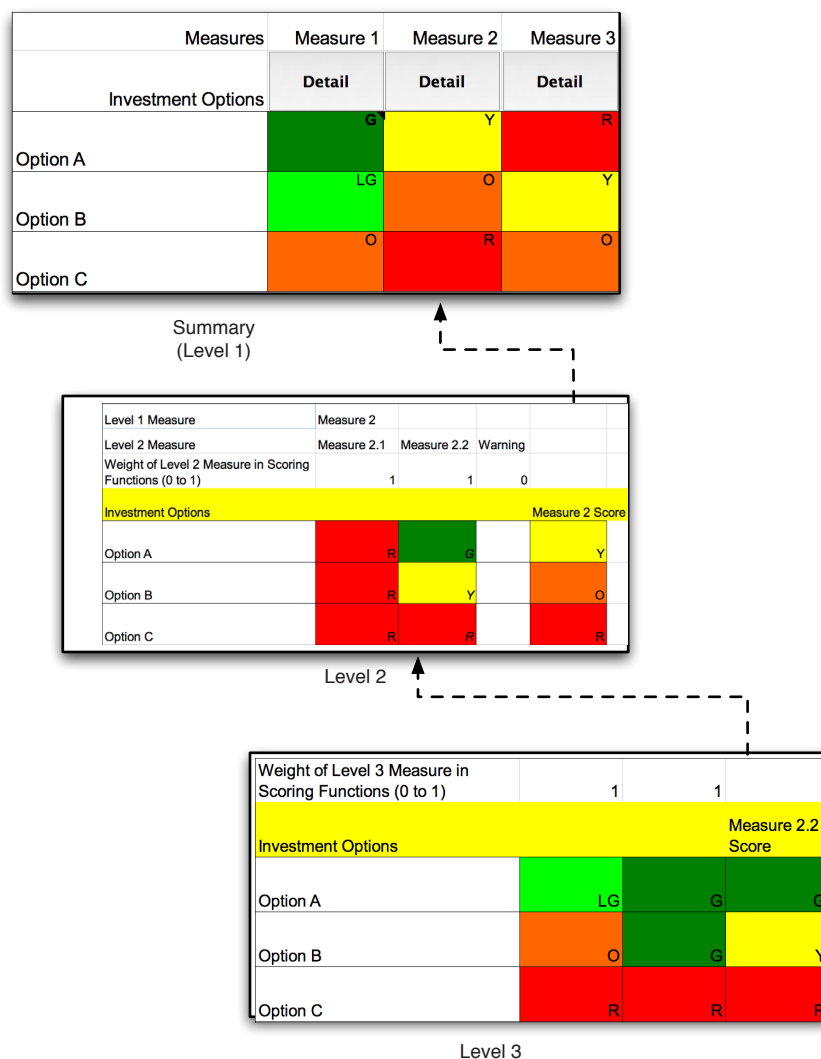 Measures Measure 1 Measure 2 Measure 3
Investment Options Detail Detail Detail
Option A G Y R
Option B LG O Y
Option C O R O
Summary
(Level 1)
Level 1 Measure Measure 2
Level 2 Measure Measure 2.1 Measure 2.2 Warning
Weight of Level 2 Measure in Scoring
Functions (0 to 1) 1 1 0
Investment Options Measure 2 Score
Option A R G Y
Option B R Y O
Option C R R R
Level 2
Weight of Level 3 Measure in
Scoring Functions (0 to 1) 1 1
Measure 2.2
Investment Options Score
Option A LG G G
Option B O G Y
Option C R R R
Level 3